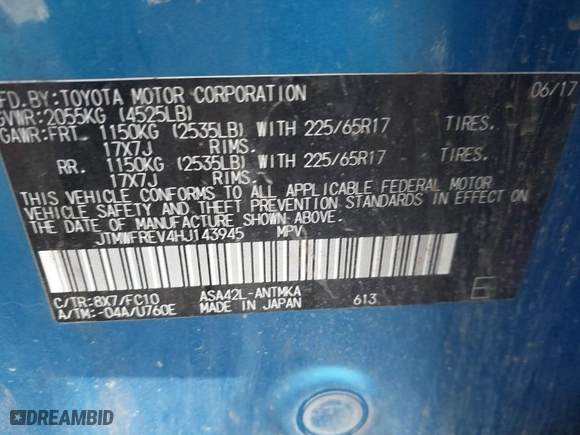 MFD.BY:TOYOTA MOTOR CORPORATION 06/17
GVWR:2055KG (4525LB)
GAWR:FRT. 1150KG (2535LB) WITH 225/65R17 TIRES.
17X7J RIMS.
RR. 1150KG (2535LB) WITH 225/65R17 TIRES.
17X7J RIMS.
THIS VEHICLE CONFORMS TO ALL APPLICABLE FEDERAL MOTOR
VEHICLE SAFETY AND THEFT PREVENTION STANDARDS IN EFFECT ON
THE DATE OF MANUFACTURE SHOWN ABOVE.
JTMWFREV4HJ143945 MPV
C/TR:8X7/FC10 ASA42L-ANTMKA
A/TM:-04A/U760E MADE IN JAPAN 613 E
DREAMBID